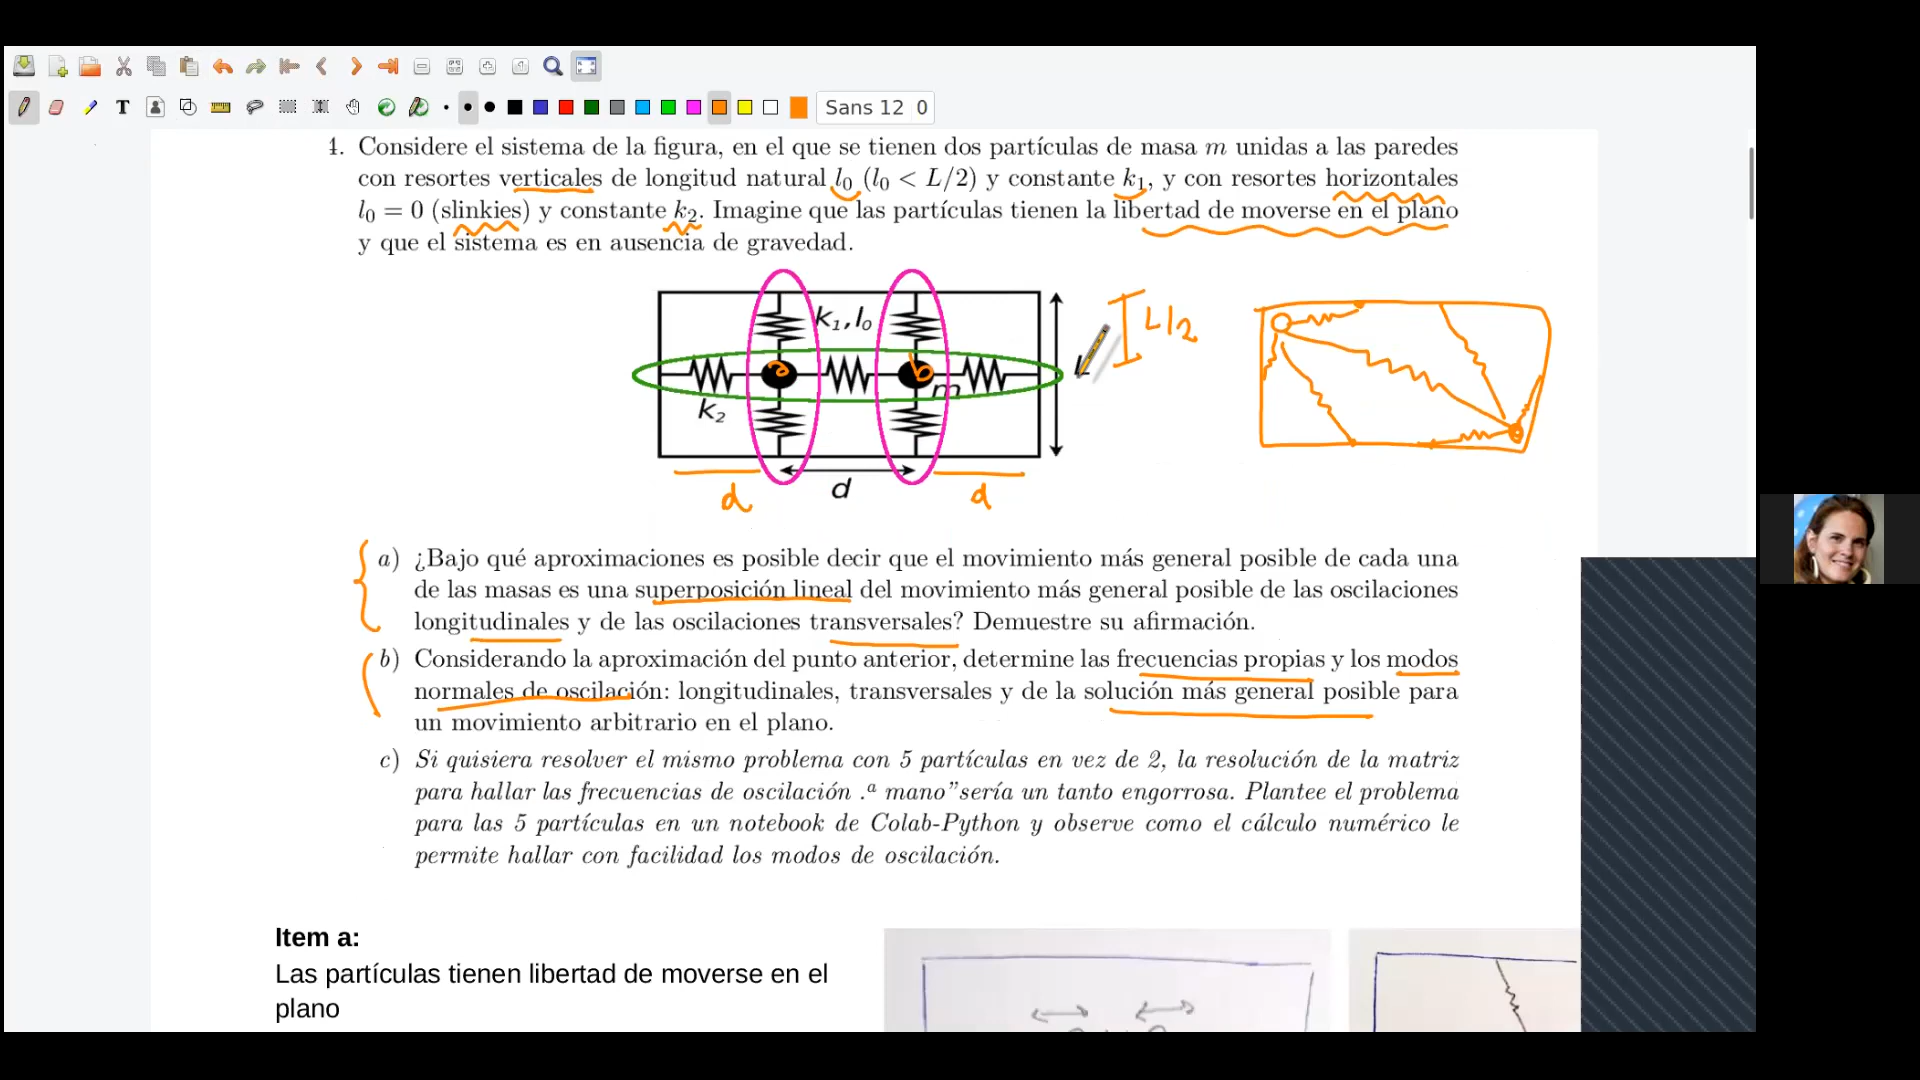 Sans 12 0
4. Considere el sistema de la figura, en el que se tienen dos partículas de masa m unidas a las paredes
con resortes verticales de longitud natural l₀ (l₀ < L/2) y constante k₁, y con resortes horizontales
l₀ = 0 (slinkies) y constante k₂. Imagine que las partículas tienen la libertad de moverse en el plano
y que el sistema es en ausencia de gravedad.
k₁, l₀
L/2
a
b
m
L
k₂
d
d
d
a) ¿Bajo qué aproximaciones es posible decir que el movimiento más general posible de cada una
de las masas es una superposición lineal del movimiento más general posible de las oscilaciones
longitudinales y de las oscilaciones transversales? Demuestre su afirmación.
b) Considerando la aproximación del punto anterior, determine las frecuencias propias y los modos
normales de oscilación: longitudinales, transversales y de la solución más general posible para
un movimiento arbitrario en el plano.
c) Si quisiera resolver el mismo problema con 5 partículas en vez de 2, la resolución de la matriz
para hallar las frecuencias de oscilación .ª mano"sería un tanto engorrosa. Plantee el problema
para las 5 partículas en un notebook de Colab-Python y observe como el cálculo numérico le
permite hallar con facilidad los modos de oscilación.
Item a:
Las partículas tienen libertad de moverse en el
plano